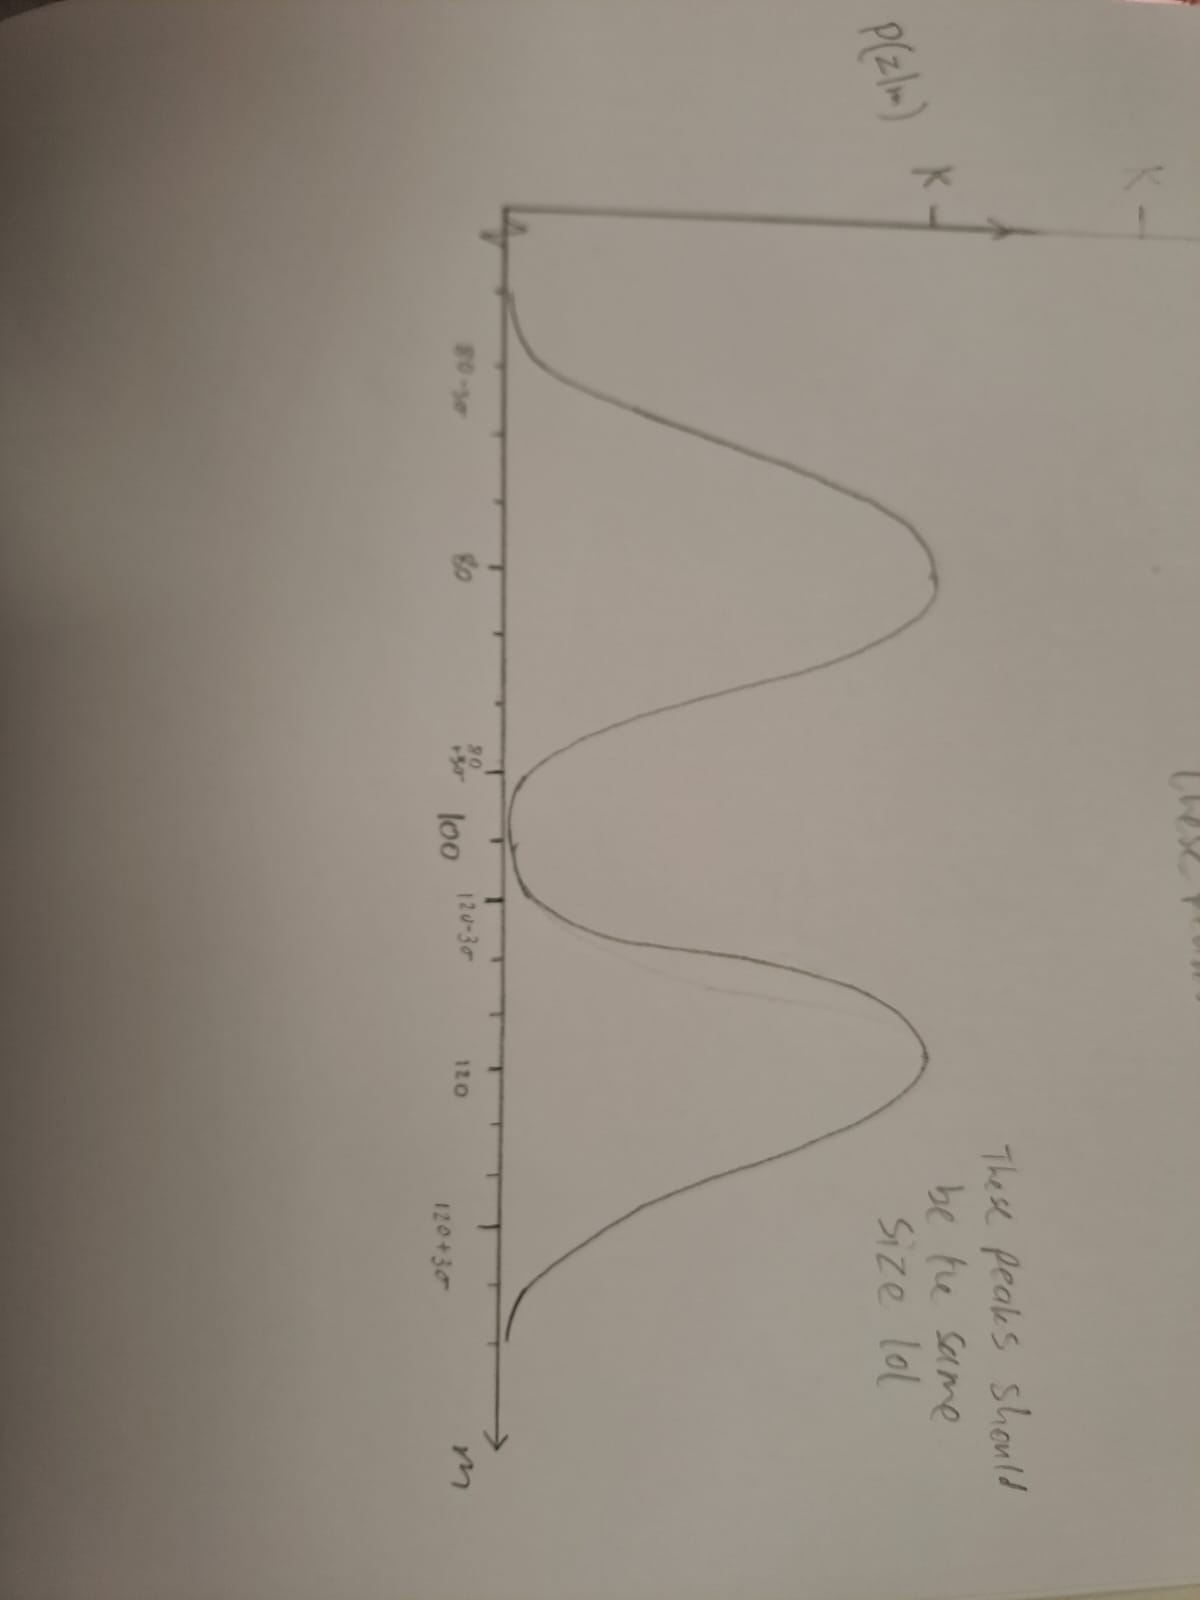 K
P(z|m)
K
These
These peaks should
be the same
size lol
80-3σ
80
80
+3σ
100
120-3σ
120
120+3σ
m